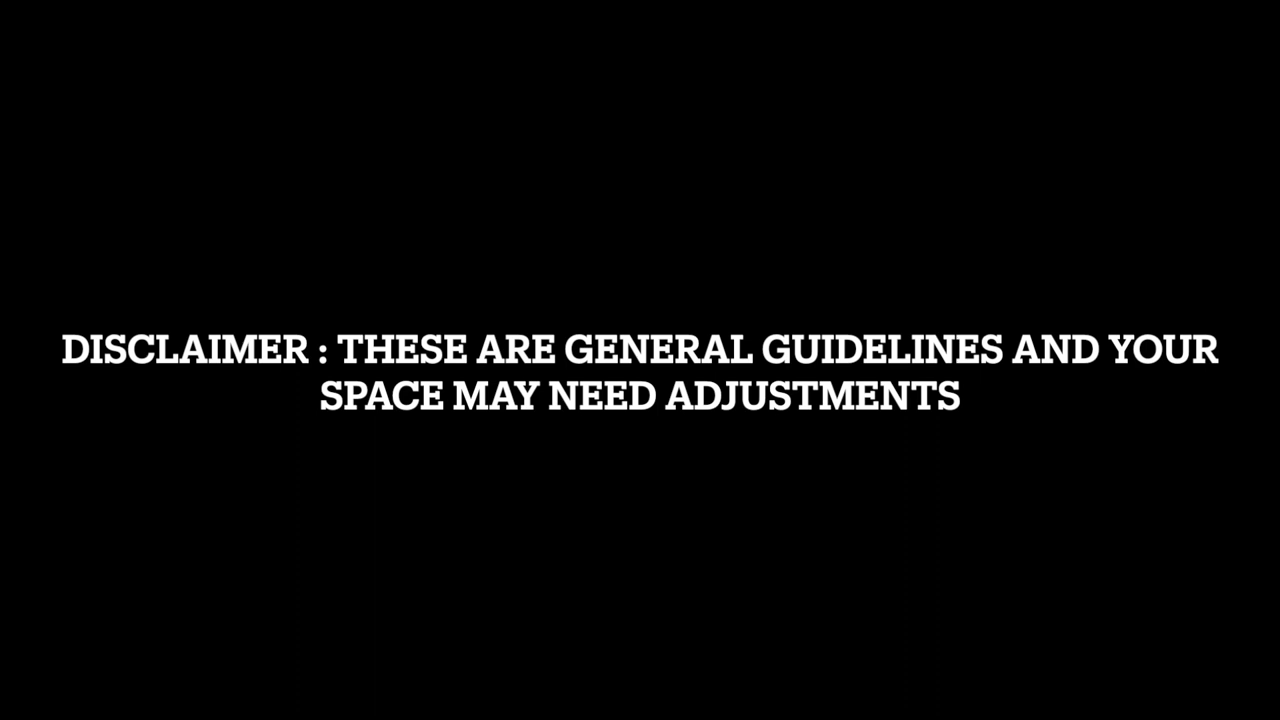 DISCLAIMER : THESE ARE GENERAL GUIDELINES AND YOUR
SPACE MAY NEED ADJUSTMENTS